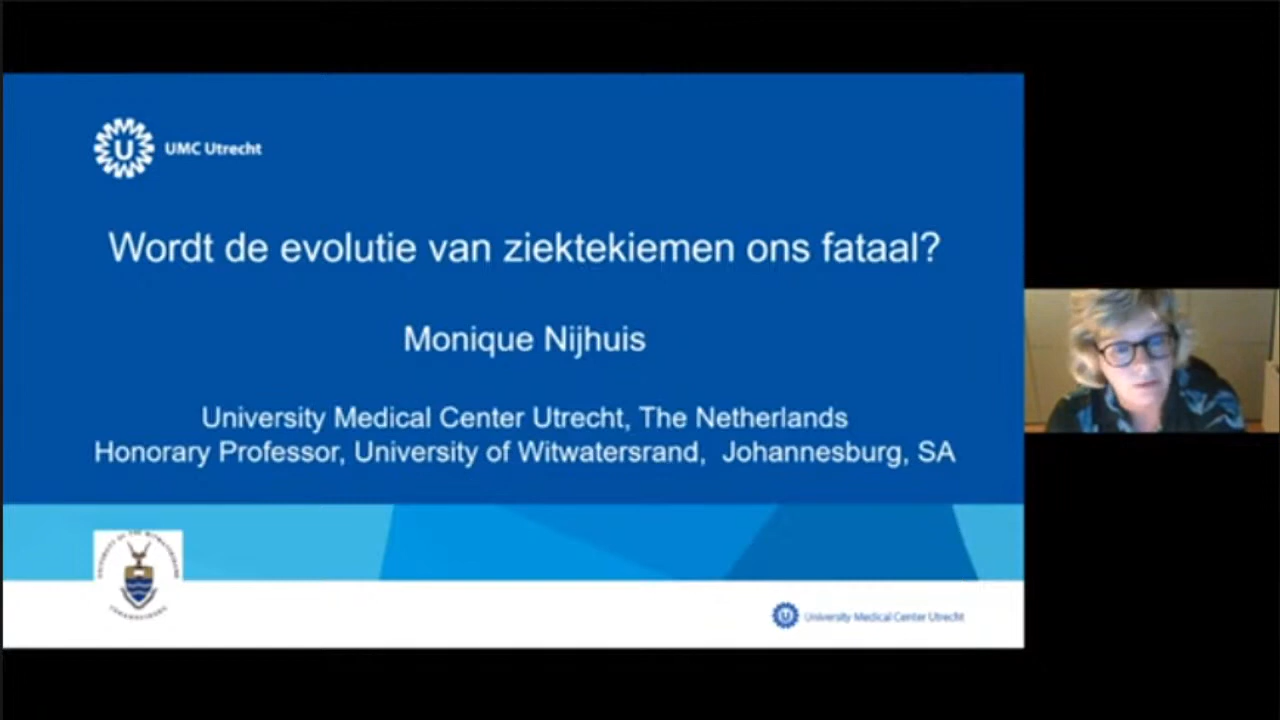 UMC Utrecht
Wordt de evolutie van ziektekiemen ons fataal?
Monique Nijhuis
University Medical Center Utrecht, The Netherlands
Honorary Professor, University of Witwatersrand, Johannesburg, SA
University Medical Center Utrecht